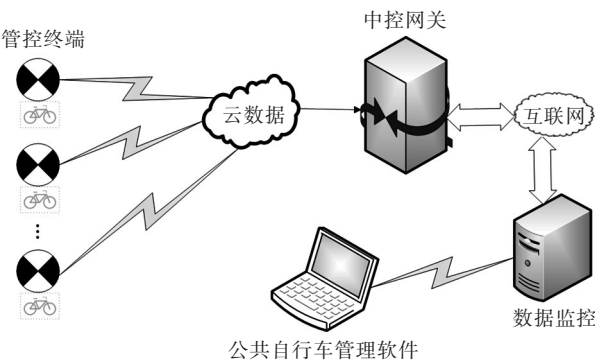 中控网关
管控终端
云数据
互联网
数据监控
公共自行车管理软件